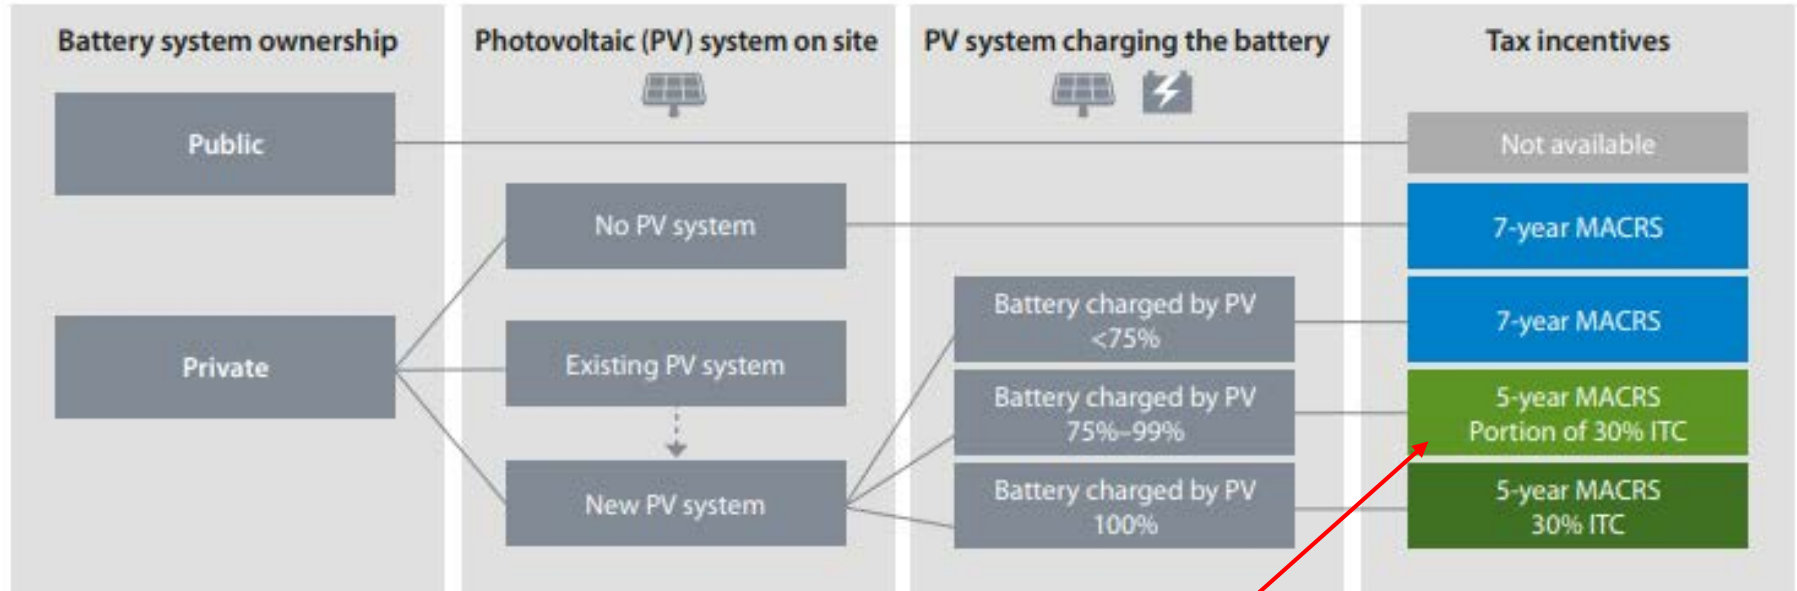 Battery system ownership
Photovoltaic (PV) system on site
PV system charging the battery
Tax incentives
Public
Not available
No PV system
7-year MACRS
Private
Existing PV system
New PV system
Battery charged by PV
<75%
7-year MACRS
Battery charged by PV
75%–99%
5-year MACRS
Portion of 30% ITC
Battery charged by PV
100%
5-year MACRS
30% ITC